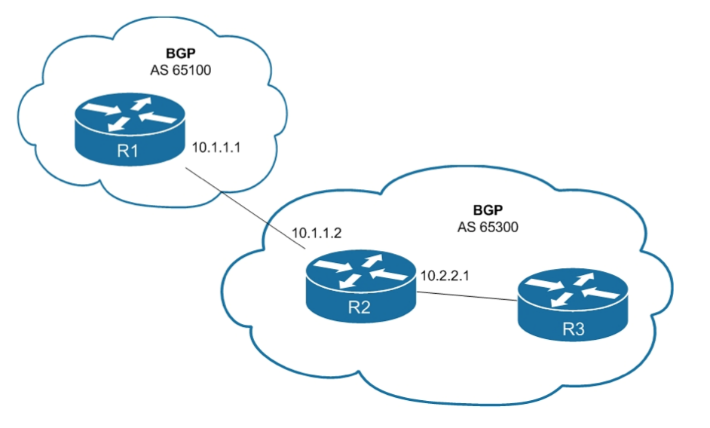 BGP
AS 65100
R1
10.1.1.1
10.1.1.2
BGP
AS 65300
R2
10.2.2.1
R3